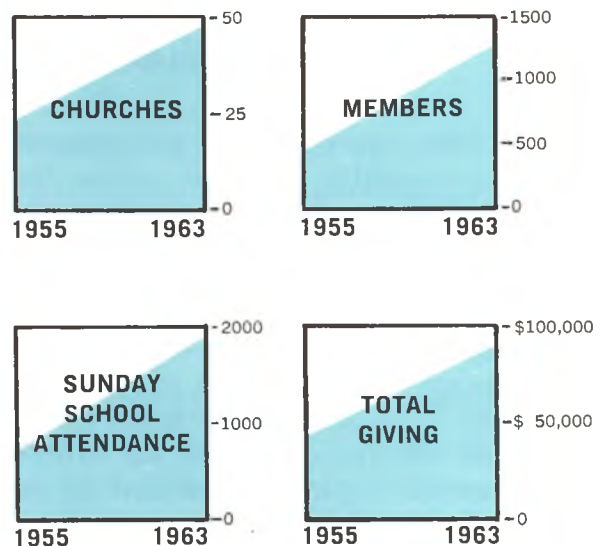 50
CHURCHES
25
0
1955 1963
1500
1000
MEMBERS
500
0
1955 1963
2000
SUNDAY
SCHOOL
1000
ATTENDANCE
0
1955 1963
$100,000
TOTAL
$ 50,000
GIVING
0
1955 1963